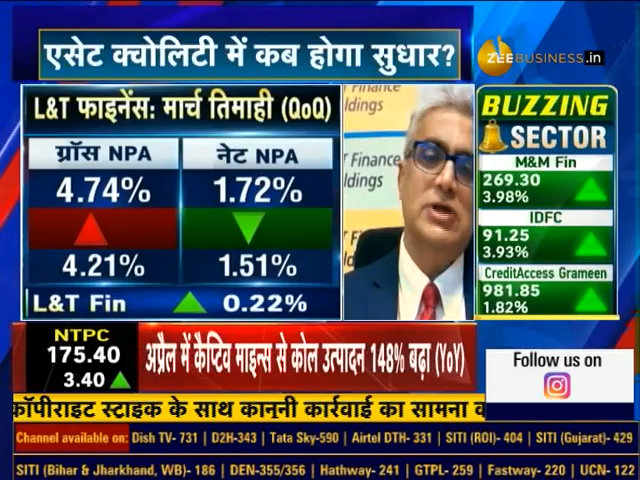 एसेट क्वोलिटी में कब होगा सुधार?
ZEEBUSINESS.in
L&T फाइनेंस: मार्च तिमाही (QoQ)
ग्रॉस NPA
नेट NPA
4.74%
1.72%
4.21%
1.51%
L&T Fin
0.22%
Finance
ldings
Finance
ldings
BUZZING
SECTOR
M&M Fin
269.30
3.98%
IDFC
91.25
3.93%
CreditAccess Grameen
981.85
1.82%
NTPC
175.40
3.40
अप्रैल में कैप्टिव माइन्स से कोल उत्पादन 148% बढ़ा (YoY)
Follow us on
कॉपीराइट स्टाइक के साथ कानूनी कार्रवाई का सामना क
Channel available on: Dish TV- 731 | D2H-343 | Tata Sky-590 | Airtel DTH- 331 | SITI (ROI)- 404 | SITI (Gujarat)- 429
SITI (Bihar & Jharkhand, WB)- 186 | DEN-355/356 | Hathway- 241 | GTPL- 259 | Fastway- 220 | UCN- 122